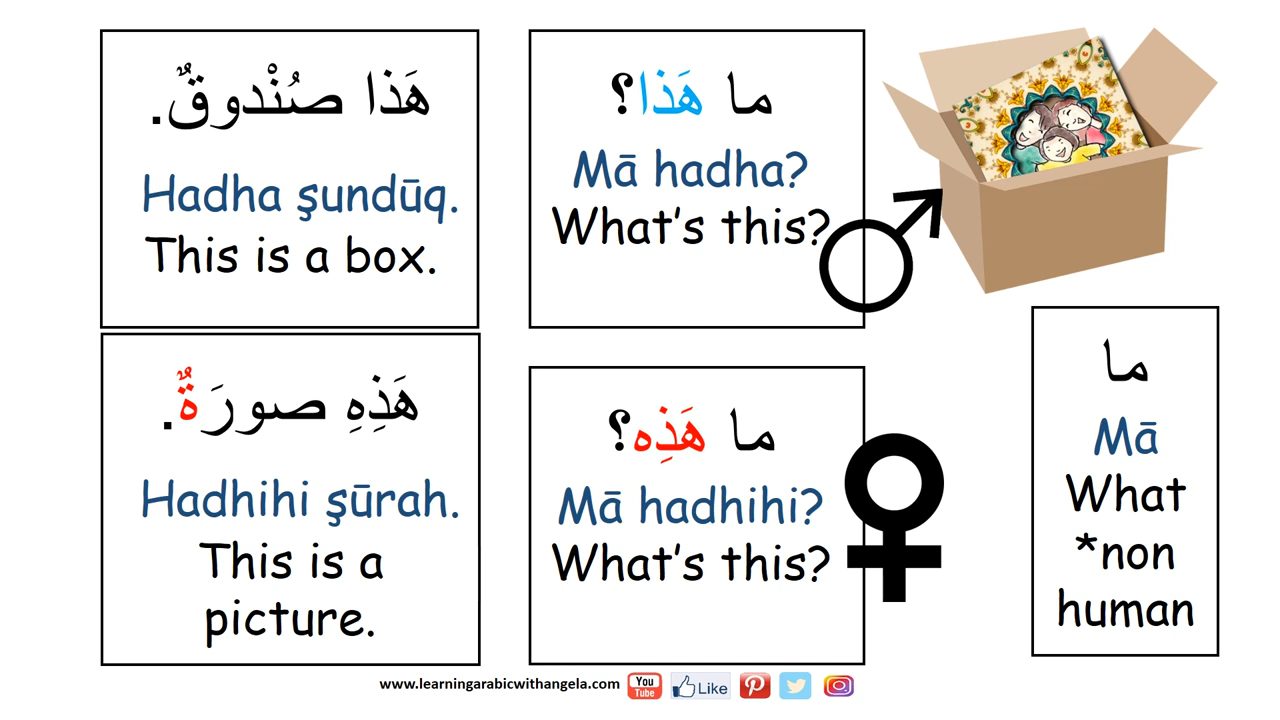 هَذا صُنْدوقٌ.
Hadha şundūq.
This is a box.
ما هَذا؟
Mā hadha?
What's this?
هَذِهِ صورَةٌ.
Hadhihi şūrah.
This is a
picture.
ما هَذِه؟
Mā hadhihi?
What's this?
ما
Mā
What
*non
human
www.learningarabicwithangela.com
You
Tube
Like